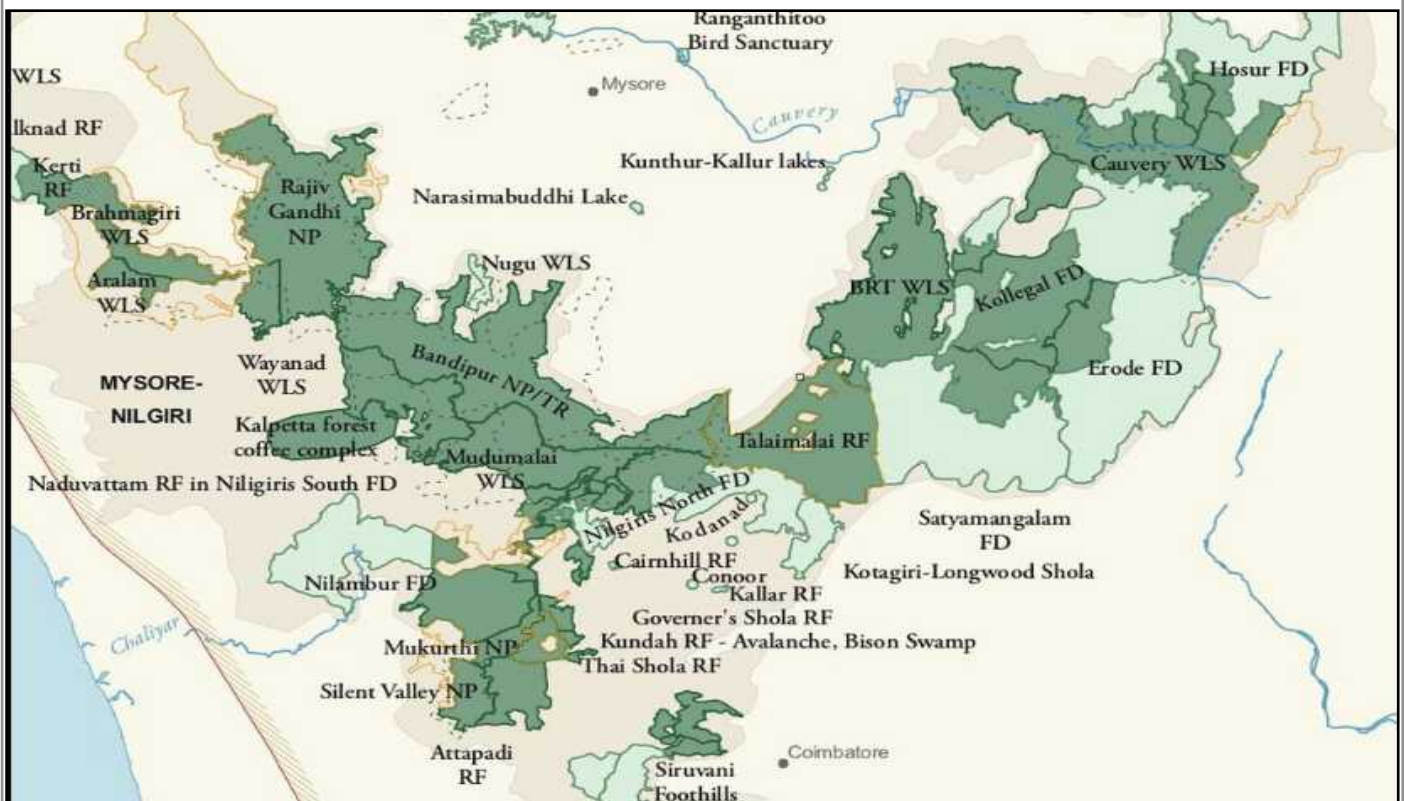 Ranganthitoo
Bird Sanctuary
Hosur FD
WLS
Mysore
Cauvery
lknad RF
Kerti
RF
Kunthur-Kallur lakes
Cauvery WLS
Rajiv
Gandhi
NP
Narasimabuddhi Lake
Brahmagiri
WLS
Nugu WLS
Aralam
WLS
BRT WLS
Kollegal FD
Wayanad
WLS
Bandipur NP/TR
Erode FD
MYSORE-
NILGIRI
Kalpetta forest
coffee complex
Talaimalai RF
Mudumalai
WLS
Naduvattam RF in Niligiris South FD
Nilgiris North FD
Kodanad
Satyamangalam
FD
Cairnhill RF
Conoor
Kotagiri-Longwood Shola
Nilambur FD
Kallar RF
Governer's Shola RF
Chaliyar
Mukurthi NP
Kundah RF - Avalanche, Bison Swamp
Thai Shola RF
Silent Valley NP
Attapadi
RF
Coimbatore
Siruvani
Foothills